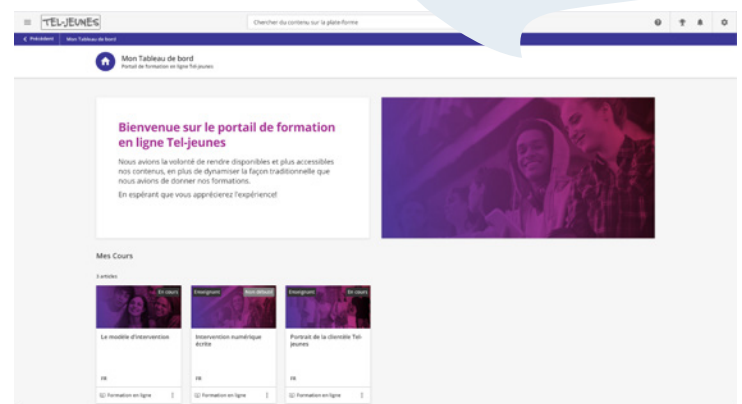 TEL-JEUNES
Chercher du contenu sur la plate-forme
Précédent Mon Tableau de bord
Mon Tableau de bord
Portail de formation en ligne Tel-jeunes
Bienvenue sur le portail de formation
en ligne Tel-jeunes
Nous avions la volonté de rendre disponibles et plus accessibles
nos contenus, en plus de dynamiser la façon traditionnelle que
nous avions de donner nos formations.
En espérant que vous apprécierez l'expérience!
Mes Cours
3 articles
En cours
Enseignant Non débuté
Enseignant En cours
Le modèle d'intervention
Intervention numérique
écrite
Portrait de la clientèle Tel-
jeunes
FR
FR
FR
Formation en ligne
Formation en ligne
Formation en ligne